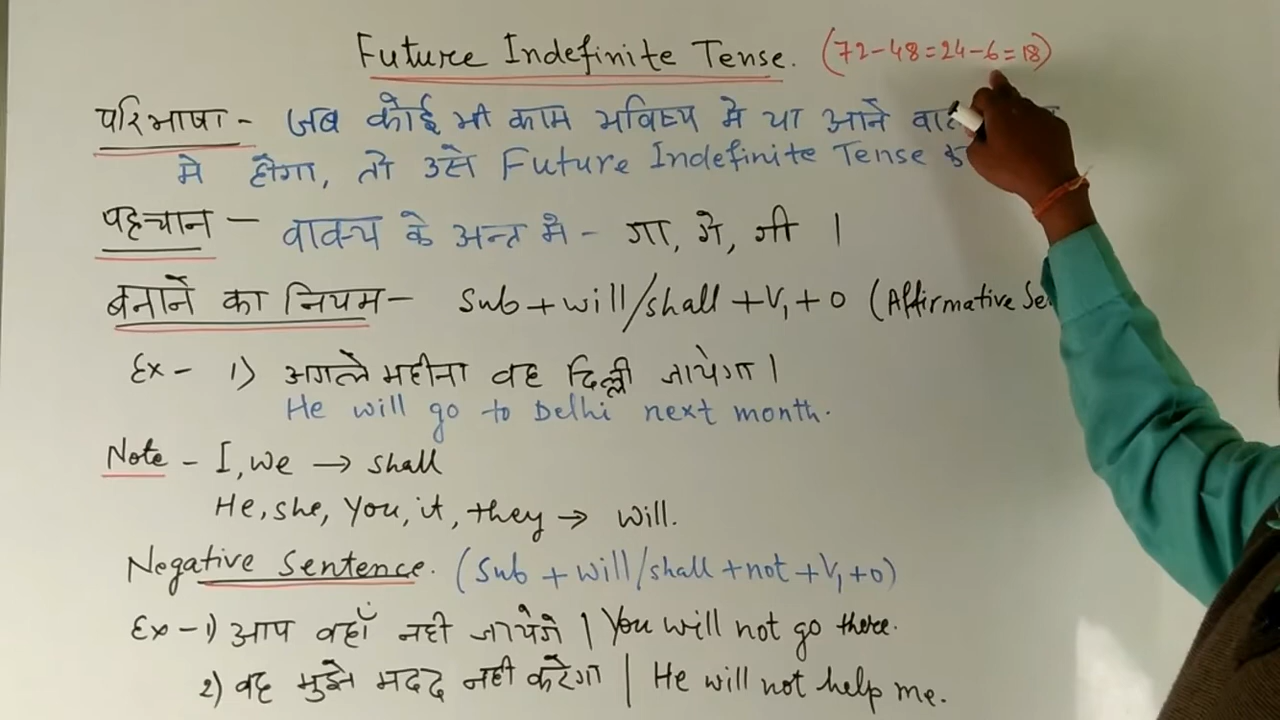 Future Indefinite Tense. (72-48=24-6=18)
परिभाषा - जब कोई भी काम भविष्य मे या आने
मे होगा, तो उसे Future Indefinite Tense
पहचान - वाक्य के अन्त मे - गा, गे, गी ।
बनाने का नियम - Sub + will/shall + V₁ + O (Affirmative
Ex - 1) अगले महीना वह दिल्ली जायेगा ।
He will go to Delhi next month.
Note - I, we → shall
He, she, You, it, they → will.
Negative Sentence. (Sub + will/shall + not + V₁ + O)
Ex - 1) आप वहाँ नही जायेगे | You will not go there.
2) वह मुझे मदद नही करेगा | He will not help me.